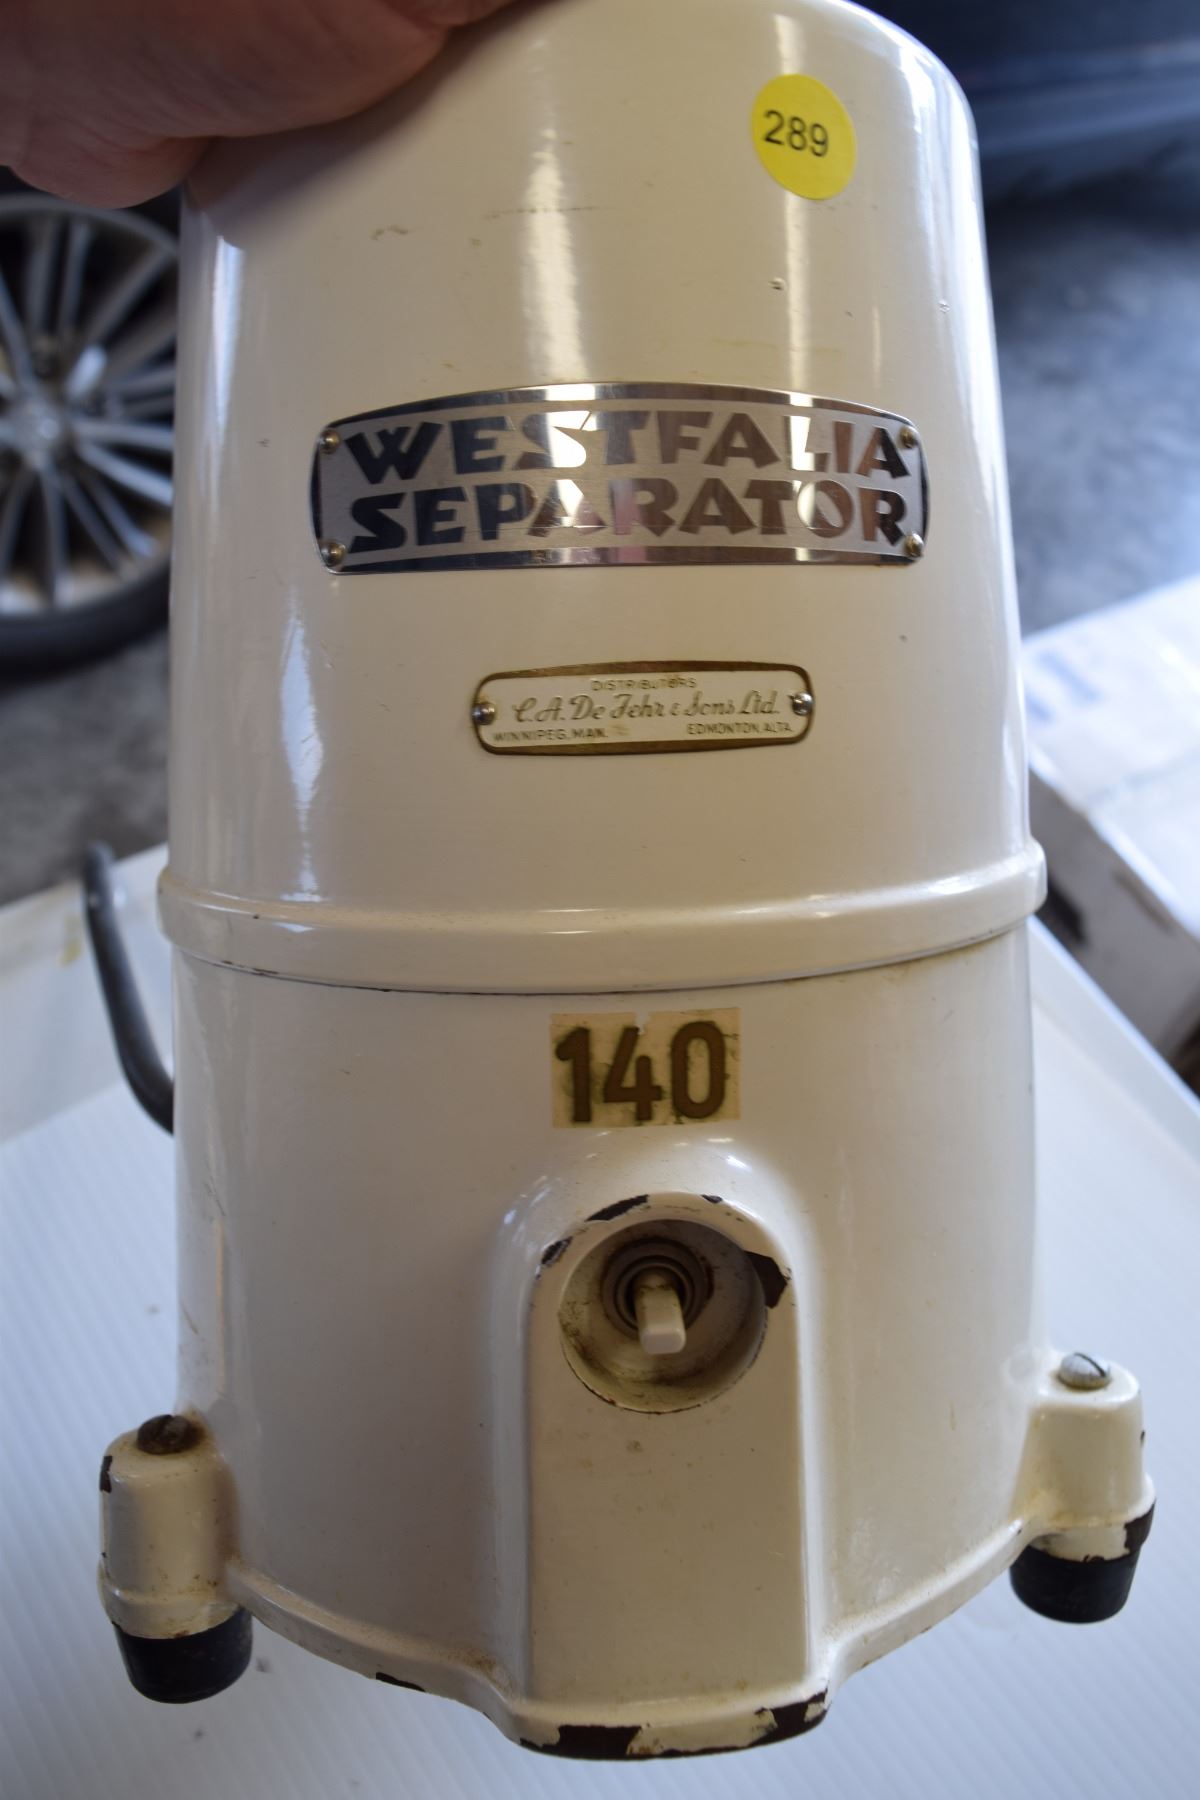 289
WESTFALIA
SEPARATOR
DISTRIBUTORS
C.A. De Fehr & Sons Ltd.
WINNIPEG, MAN. EDMONTON, ALTA.
140